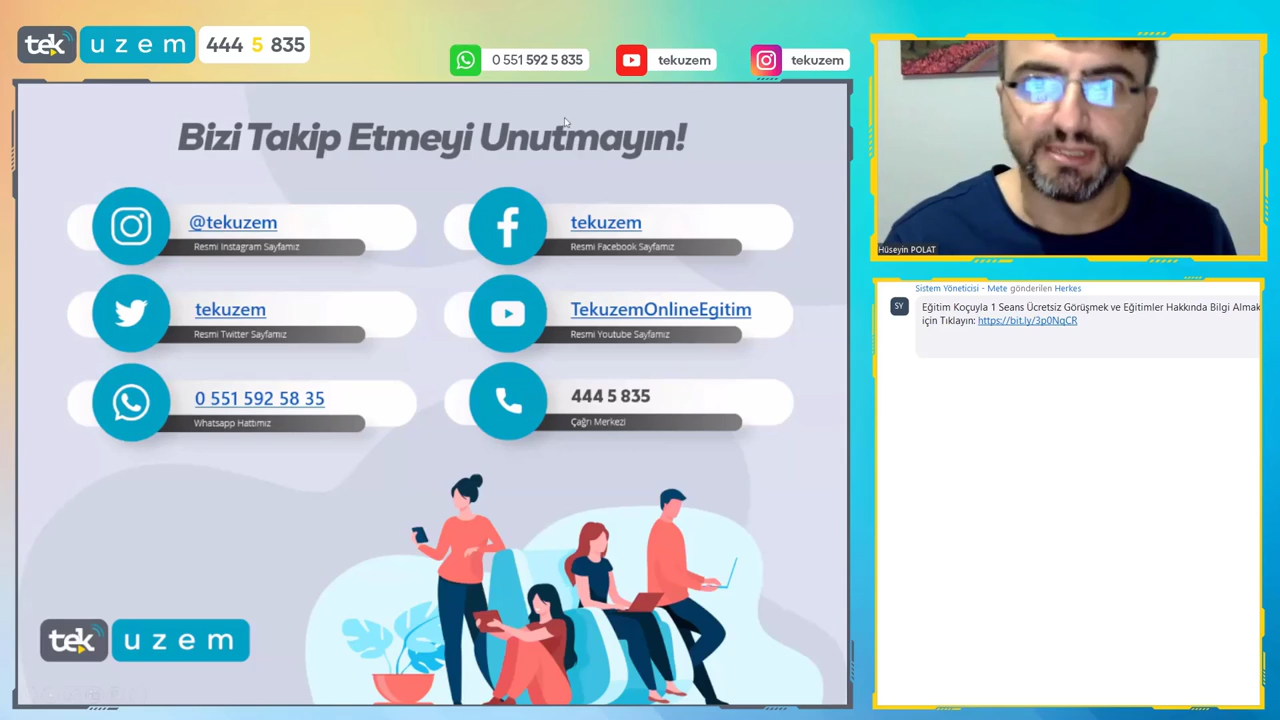 tek uzem 444 5 835
0 551 592 5 835
tekuzem
tekuzem
Bizi Takip Etmeyi Unutmayın!
@tekuzem
Resmi Instagram Sayfamız
tekuzem
Resmi Facebook Sayfamız
tekuzem
Resmi Twitter Sayfamız
TekuzemOnlineEgitim
Resmi Youtube Sayfamız
0 551 592 58 35
Whatsapp Hattımız
444 5 835
Çağrı Merkezi
tek uzem
Hüseyin POLAT
Sistem Yöneticisi - Mete gönderilen Herkes
SY
Eğitim Koçuyla 1 Seans Ücretsiz Görüşmek ve Eğitimler Hakkında Bilgi Almak
için Tıklayın: https://bit.ly/3p0NqCR